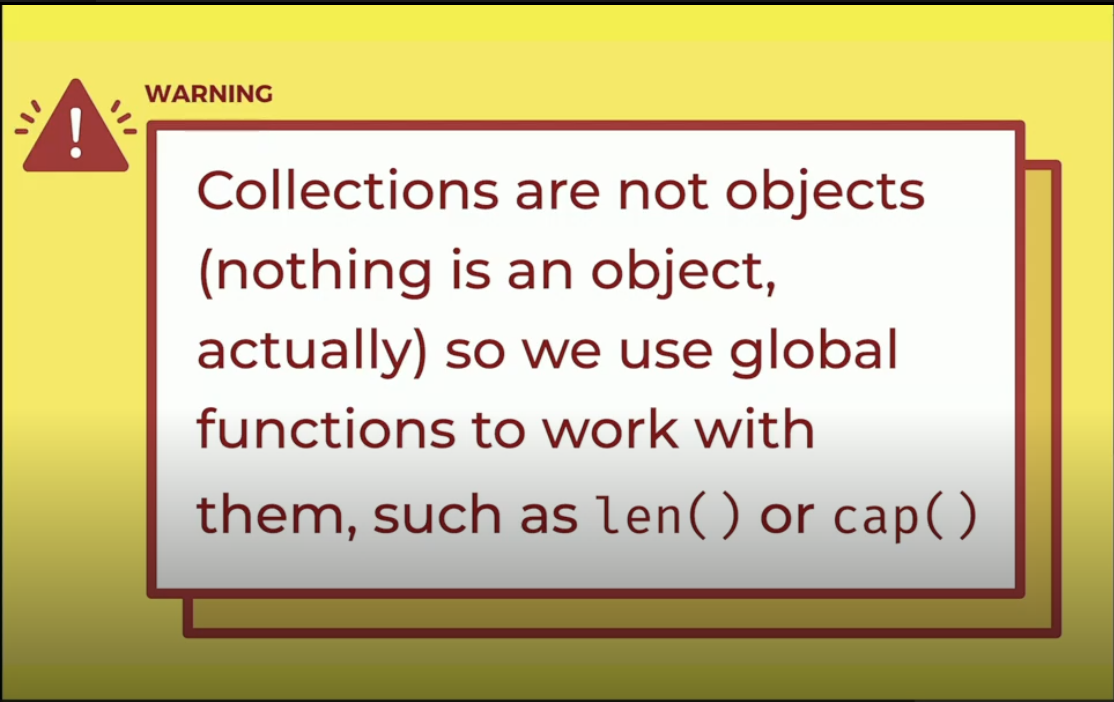 WARNING
Collections are not objects
(nothing is an object,
actually) so we use global
functions to work with
them, such as len() or cap()